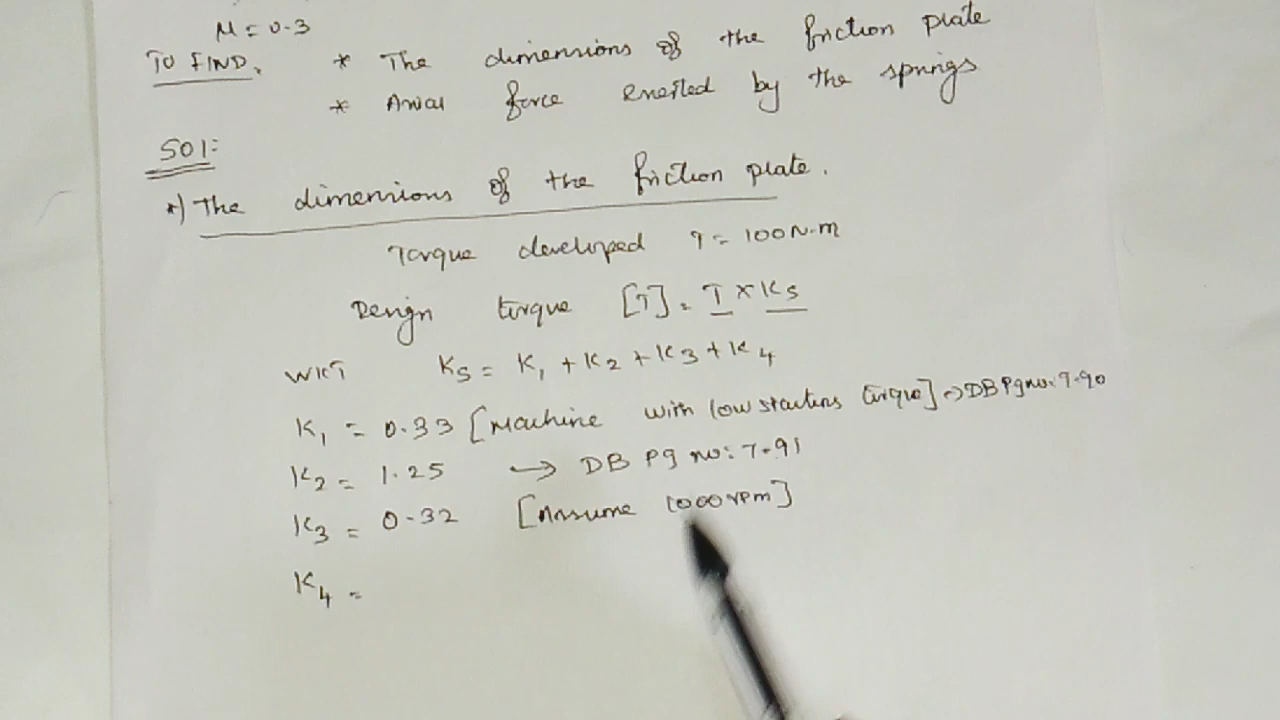 μ = 0.3
TO FIND. * The dimensions of the friction plate
* Axial force exerted by the springs
SOl:
*) The dimensions of the friction plate.
Torque developed T = 100 N.m
Design torque [T] = T × Ks
WKT Ks = K1 + K2 + K3 + K4
K1 = 0.33 [Machine with low starting torque] → DB Pg no: 7.90
K2 = 1.25 → DB Pg no: 7.91
K3 = 0.32 [Assume 1000 rpm]
K4 =